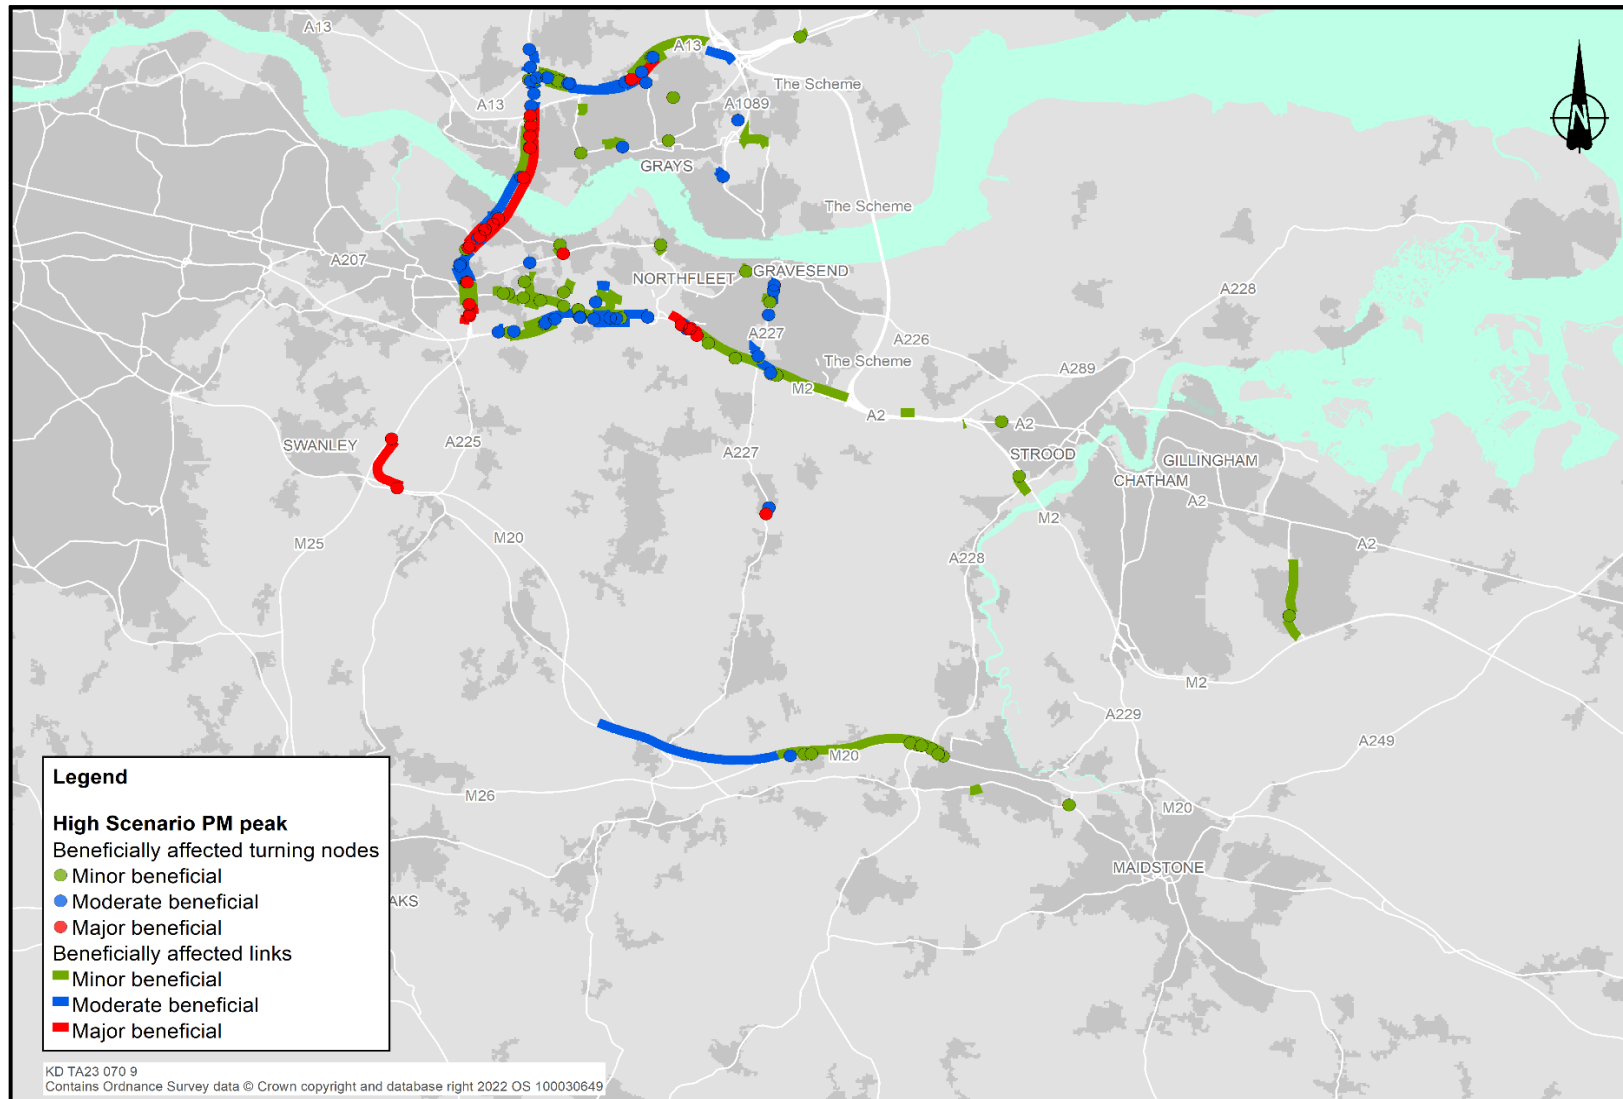 A13
A13
The Scheme
A13
A1089
N
GRAYS
The Scheme
A207
NORTHFLEET
GRAVESEND
A228
A227
A226
The Scheme
A289
M2
A2
A2
SWANLEY
A225
A227
STROOD
GILLINGHAM
CHATHAM
A2
M2
M25
M20
A228
A2
M2
A229
A249
M20
M26
M20
MAIDSTONE
AKS
Legend
High Scenario PM peak
Beneficially affected turning nodes
Minor beneficial
Moderate beneficial
Major beneficial
Beneficially affected links
Minor beneficial
Moderate beneficial
Major beneficial
KD TA23 070 9
Contains Ordnance Survey data © Crown copyright and database right 2022 OS 100030649